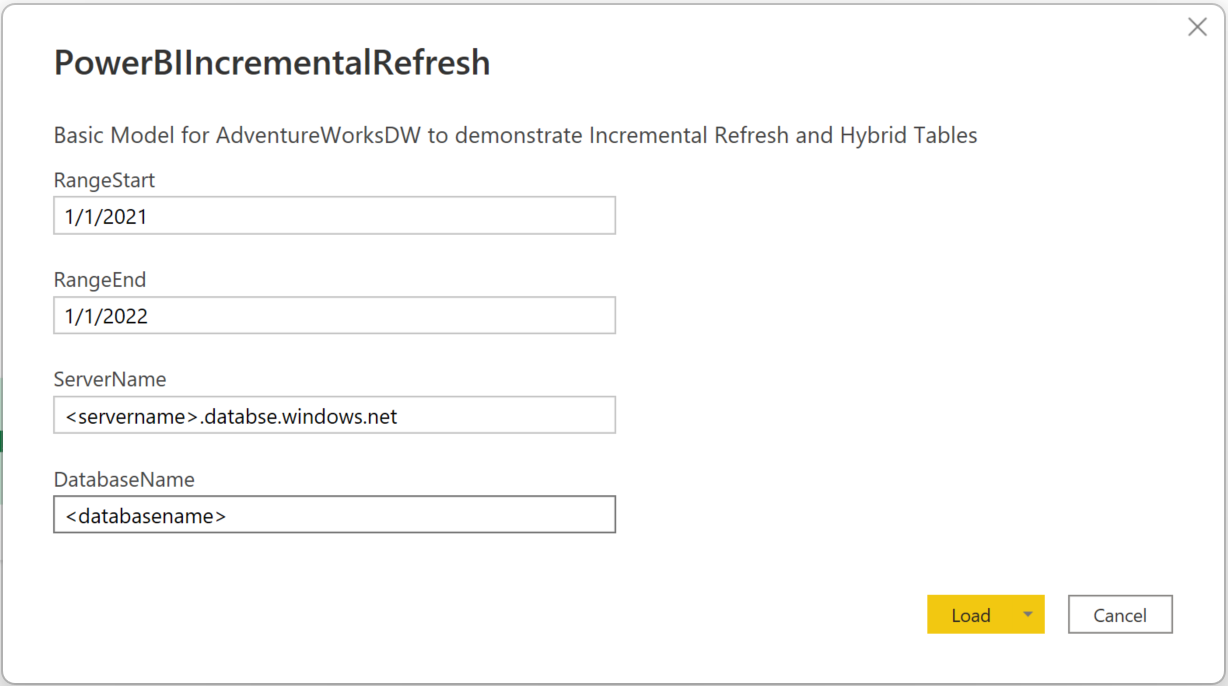 PowerBIIncrementalRefresh
Basic Model for AdventureWorksDW to demonstrate Incremental Refresh and Hybrid Tables
RangeStart
1/1/2021
RangeEnd
1/1/2022
ServerName
<servername>.databse.windows.net
DatabaseName
<databasename>
Load
Cancel